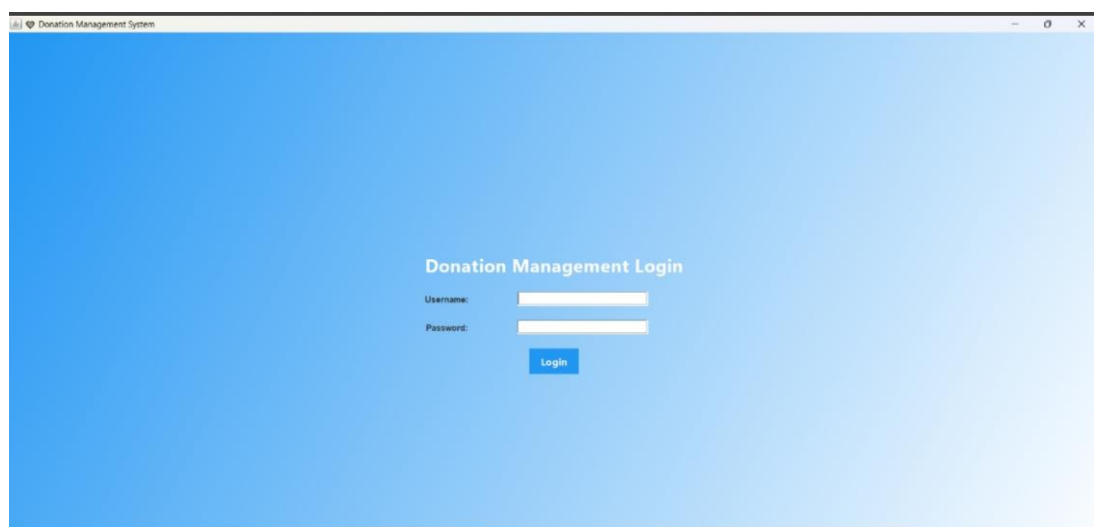 Donation Management System
Donation Management Login
Username:
Password:
Login